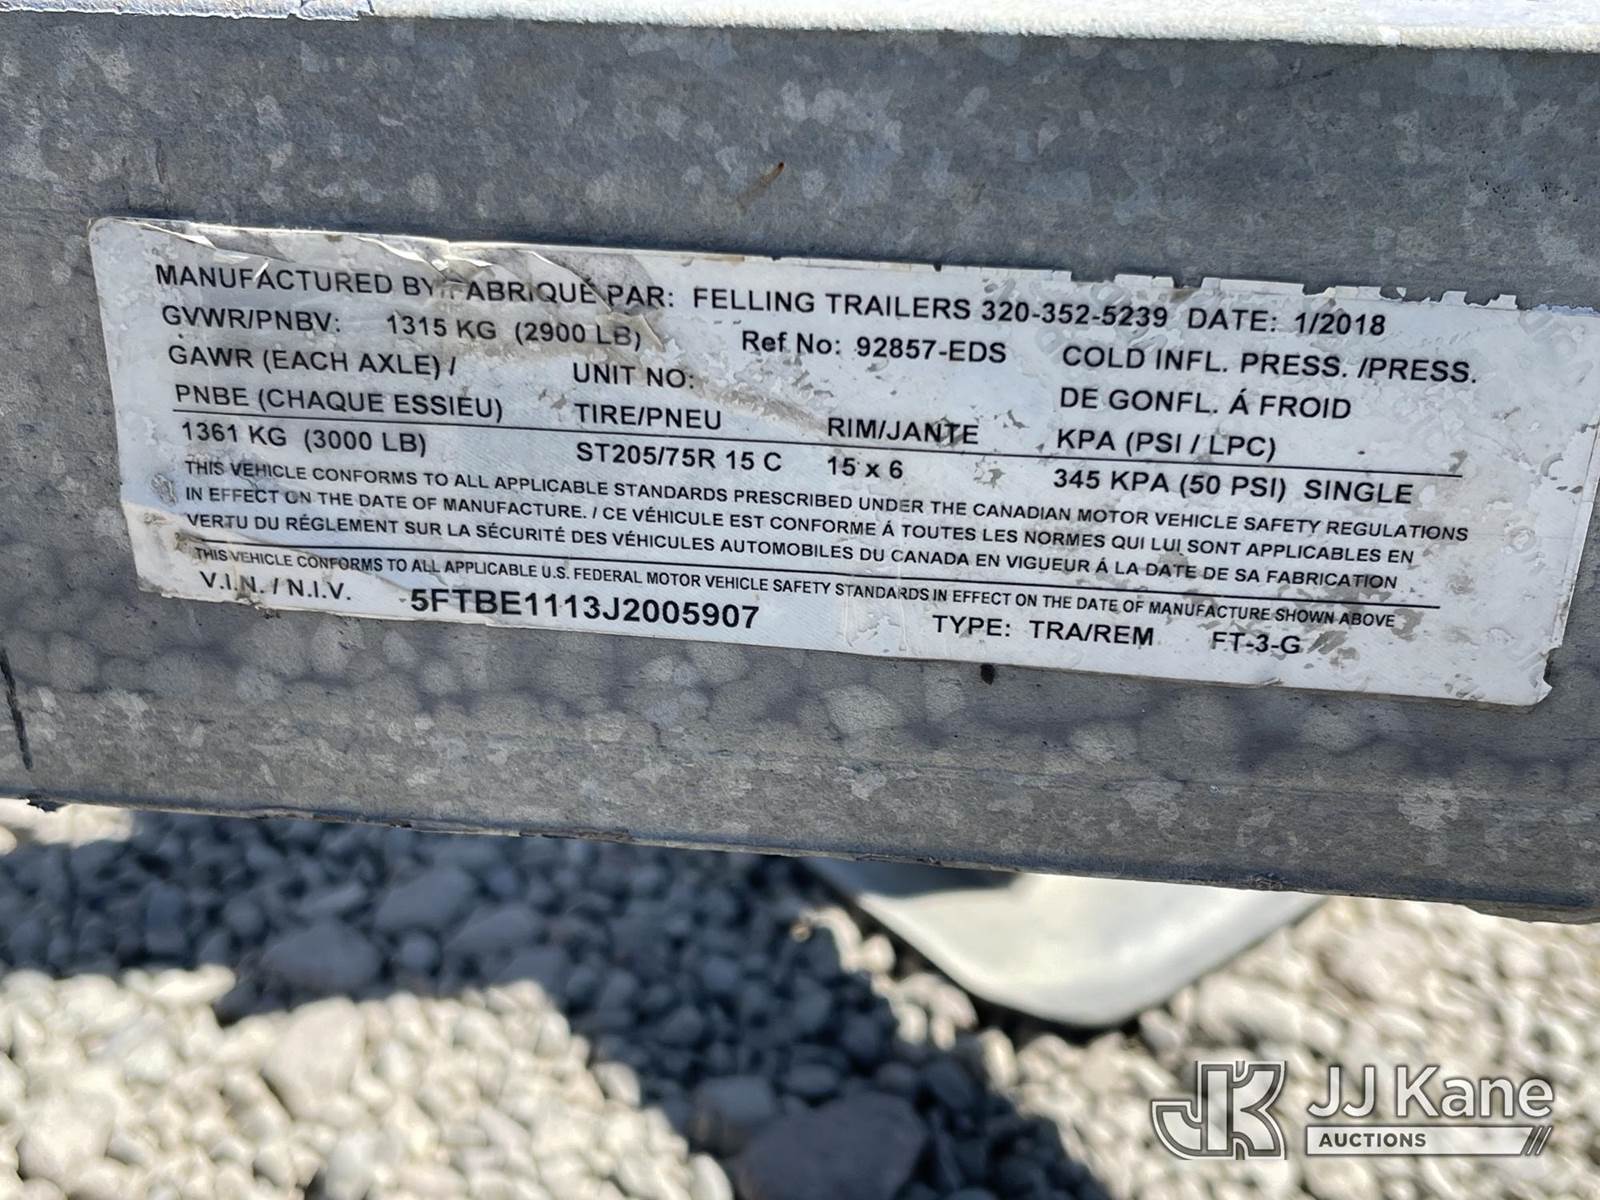 MANUFACTURED BY/FABRIQUÉ PAR: FELLING TRAILERS 320-352-5239 DATE: 1/2018
GVWR/PNBV: 1315 KG (2900 LB) Ref No: 92857-EDS COLD INFL. PRESS. /PRESS.
GAWR (EACH AXLE) / UNIT NO: DE GONFL. Á FROID
PNBE (CHAQUE ESSIEU) TIRE/PNEU RIM/JANTE KPA (PSI / LPC)
1361 KG (3000 LB) ST205/75R 15 C 15 x 6 345 KPA (50 PSI) SINGLE
THIS VEHICLE CONFORMS TO ALL APPLICABLE STANDARDS PRESCRIBED UNDER THE CANADIAN MOTOR VEHICLE SAFETY REGULATIONS
IN EFFECT ON THE DATE OF MANUFACTURE. / CE VÉHICULE EST CONFORME Á TOUTES LES NORMES QUI LUI SONT APPLICABLES EN
VERTU DU RÉGLEMENT SUR LA SÉCURITÉ DES VÉHICULES AUTOMOBILES DU CANADA EN VIGUEUR Á LA DATE DE SA FABRICATION
THIS VEHICLE CONFORMS TO ALL APPLICABLE U.S. FEDERAL MOTOR VEHICLE SAFETY STANDARDS IN EFFECT ON THE DATE OF MANUFACTURE SHOWN ABOVE
V.I.N. / N.I.V. 5FTBE1113J2005907 TYPE: TRA/REM FT-3-G
JK JJ Kane
AUCTIONS